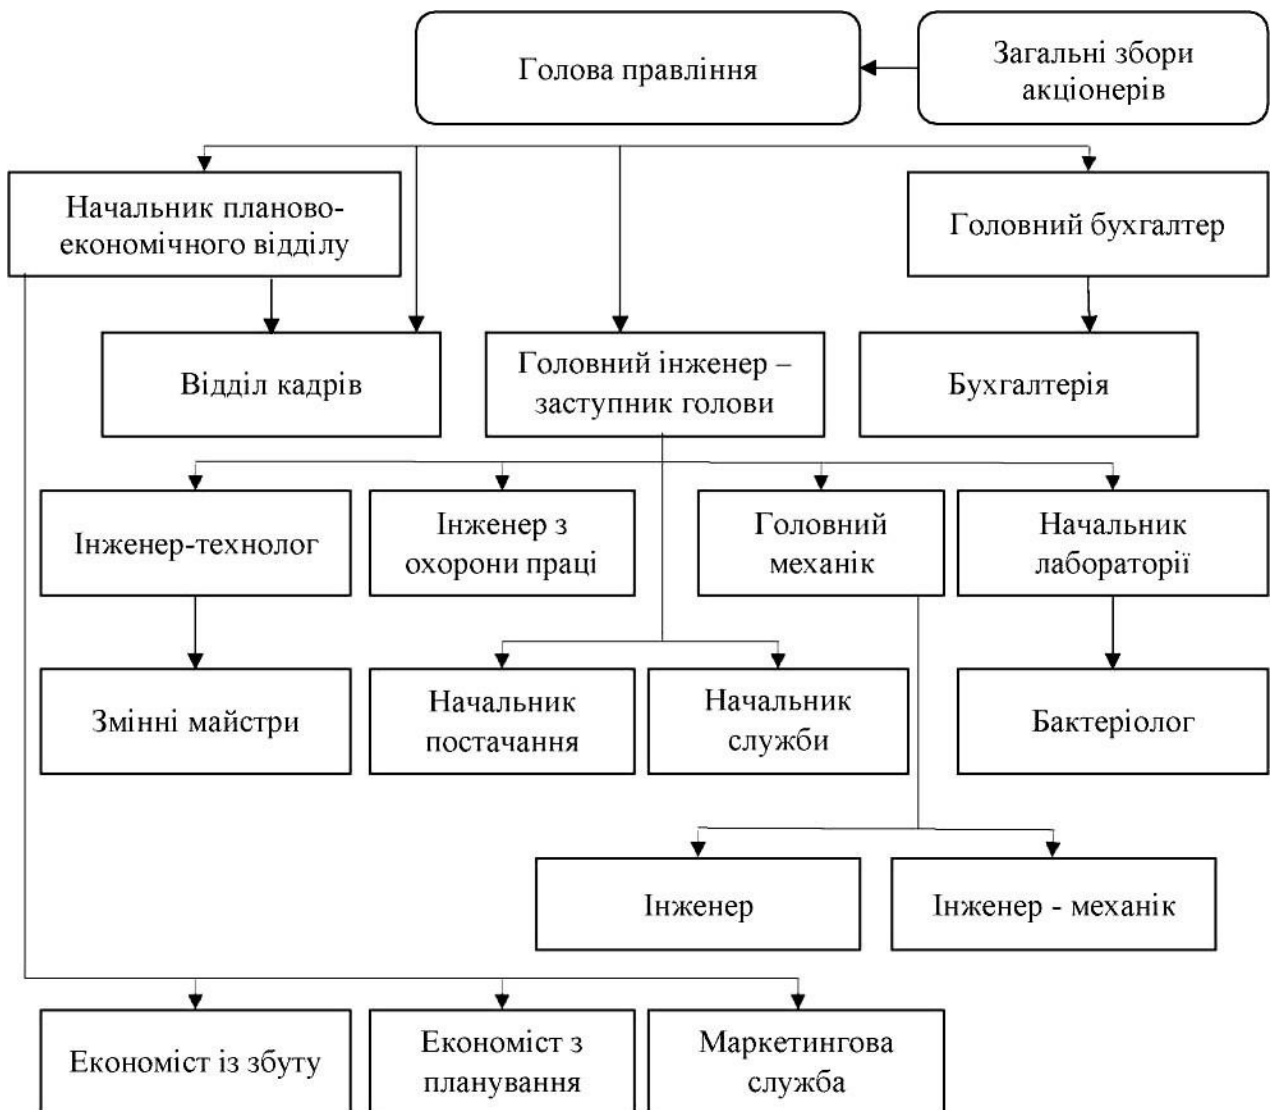 Голова правління
Загальні збори
акціонерів
Начальник планово-
економічного відділу
Головний бухгалтер
Відділ кадрів
Головний інженер –
заступник голови
Бухгалтерія
Інженер-технолог
Інженер з
охорони праці
Головний
механік
Начальник
лабораторії
Змінні майстри
Начальник
постачання
Начальник
служби
Бактеріолог
Інженер
Інженер - механік
Економіст із збуту
Економіст з
планування
Маркетингова
служба